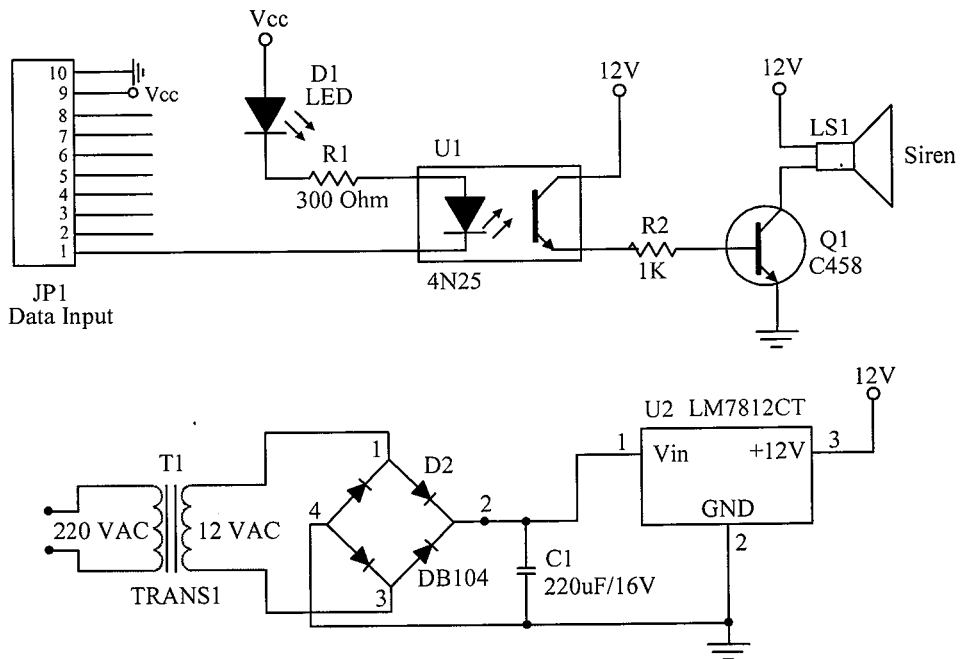 Vcc
10
9
8
7
6
5
4
3
2
1
Vcc
JP1
Data Input
D1
LED
R1
300 Ohm
U1
4N25
12V
R2
1K
12V
LS1
Siren
Q1
C458
T1
220 VAC
12 VAC
TRANS1
1
D2
4
2
3
DB104
C1
220uF/16V
U2 LM7812CT
1
Vin
+12V
3
GND
2
12V